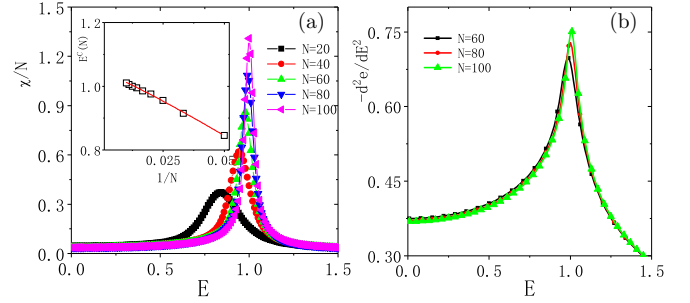 (a)
χ/N
1.5
1.2
0.9
0.6
0.3
0.0
0.0
0.5
1.0
1.5
E
N=20
N=40
N=60
N=80
N=100
E^C(N)
1.2
1.0
0.8
0.025
0.05
1/N
(b)
-d²e/dE²
0.75
0.60
0.45
0.30
0.0
0.5
1.0
1.5
E
N=60
N=80
N=100